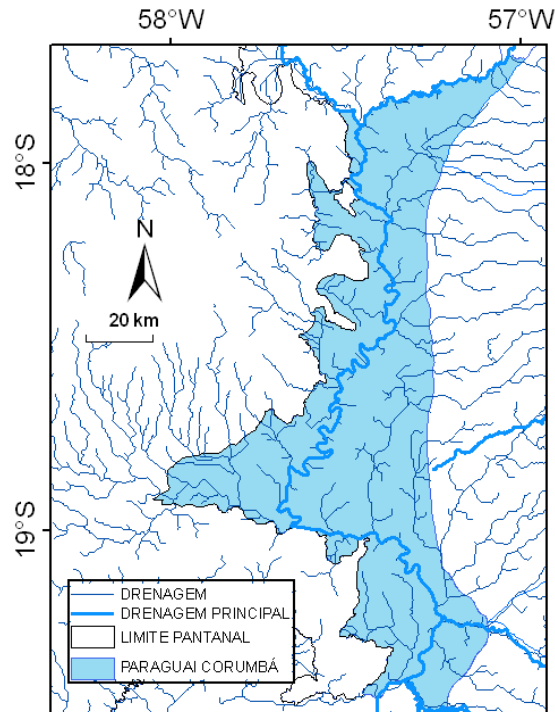 58°W 57°W
18°S
N
20 km
19°S
DRENAGEM
DRENAGEM PRINCIPAL
LIMITE PANTANAL
PARAGUAI CORUMBÁ